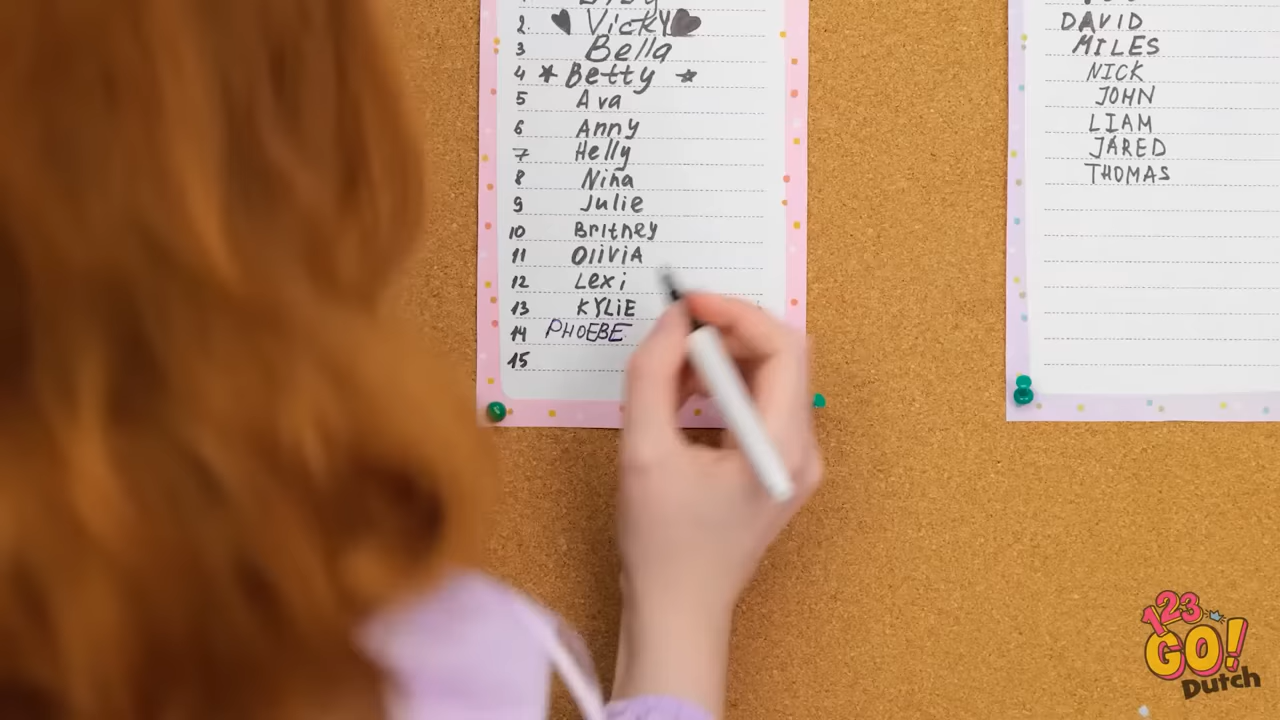 2. Vicky
3 Bella
4 Betty
5 Ava
6 Anny
7 Helly
8 Nina
9 Julie
10 Britney
11 OliviA
12 Lexi
13 KYLiE
14 PHOEBE
15
DAVID
MILES
NICK
JOHN
LIAM
JARED
THOMAS
123
GO!
Dutch